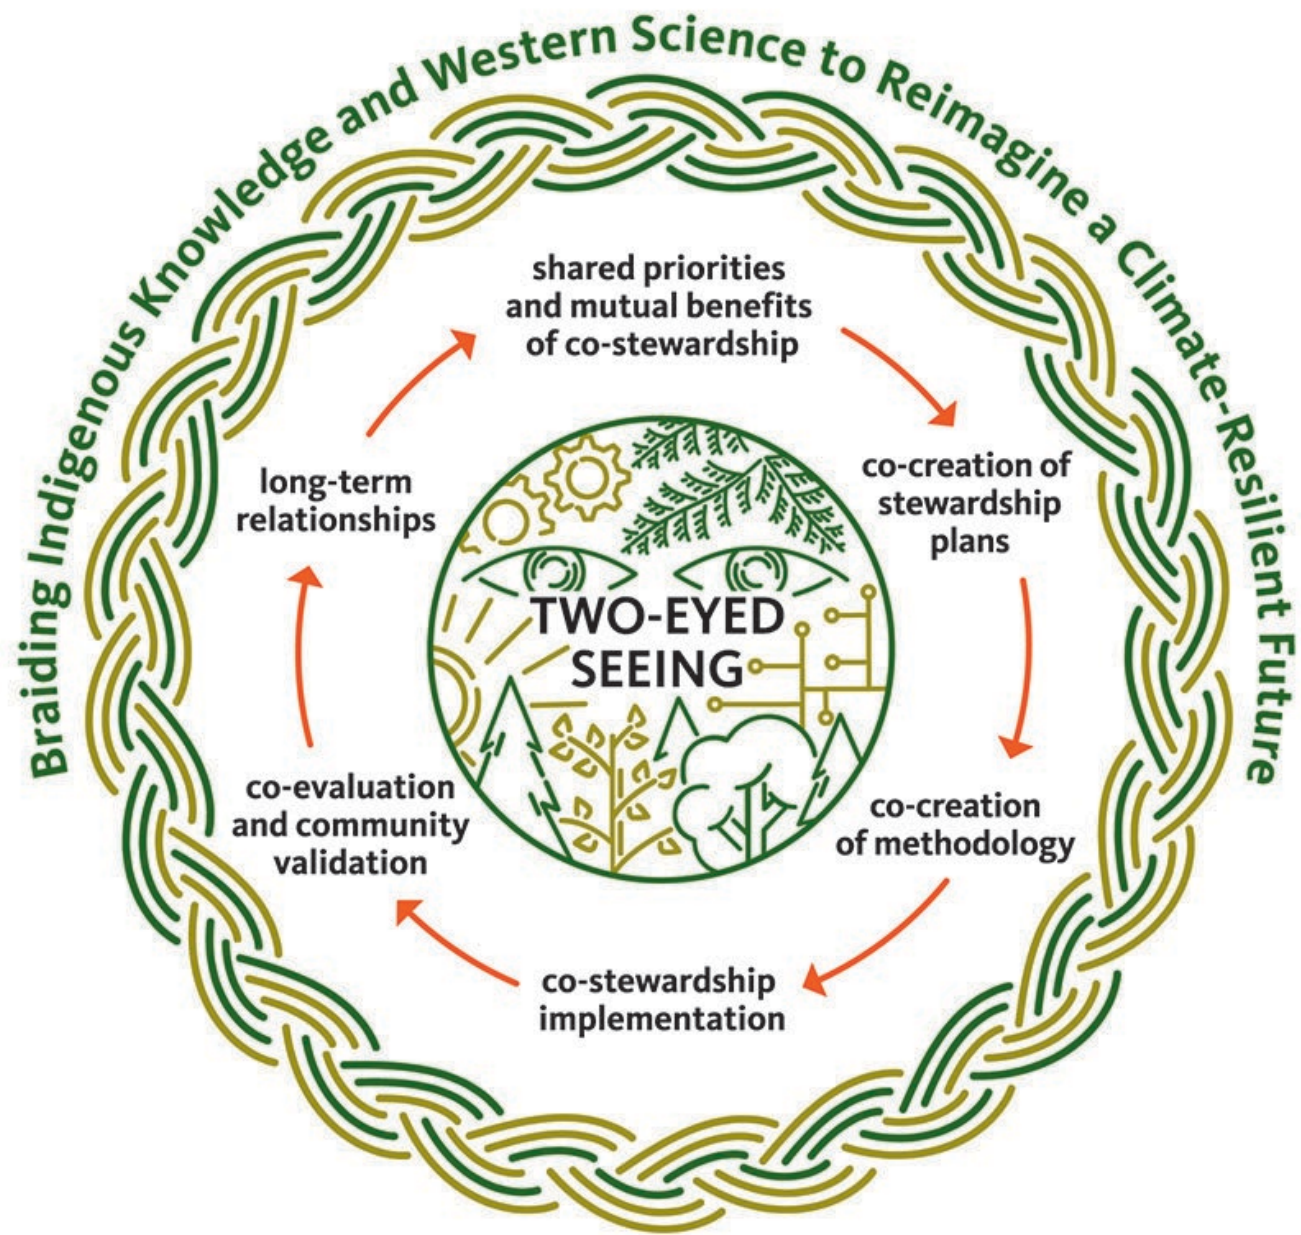 Braiding Indigenous Knowledge and Western Science to Reimagine a Climate-Resilient Future
shared priorities
and mutual benefits
of co-stewardship
co-creation of
stewardship
plans
co-creation
of methodology
co-stewardship
implementation
co-evaluation
and community
validation
long-term
relationships
TWO-EYED
SEEING